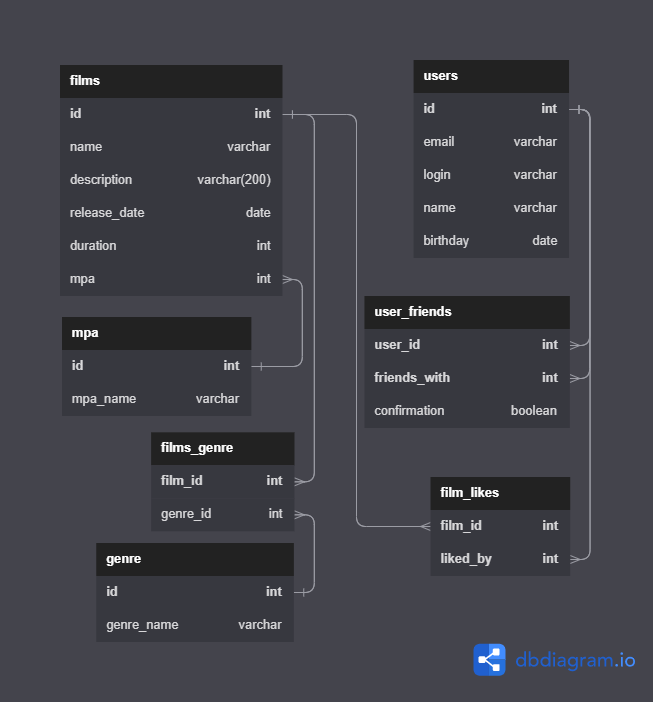 films
id int
name varchar
description varchar(200)
release_date date
duration int
mpa int
users
id int
email varchar
login varchar
name varchar
birthday date
mpa
id int
mpa_name varchar
user_friends
user_id int
friends_with int
confirmation boolean
films_genre
film_id int
genre_id int
film_likes
film_id int
liked_by int
genre
id int
genre_name varchar
dbdiagram.io